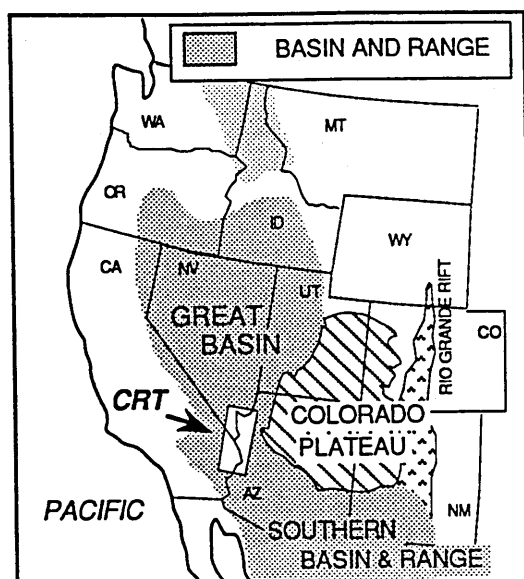 BASIN AND RANGE
WA
MT
OR
ID
WY
CA
NV
UT
RIO GRANDE RIFT
CO
GREAT
BASIN
CRT
COLORADO
PLATEAU
AZ
PACIFIC
NM
SOUTHERN
BASIN & RANGE